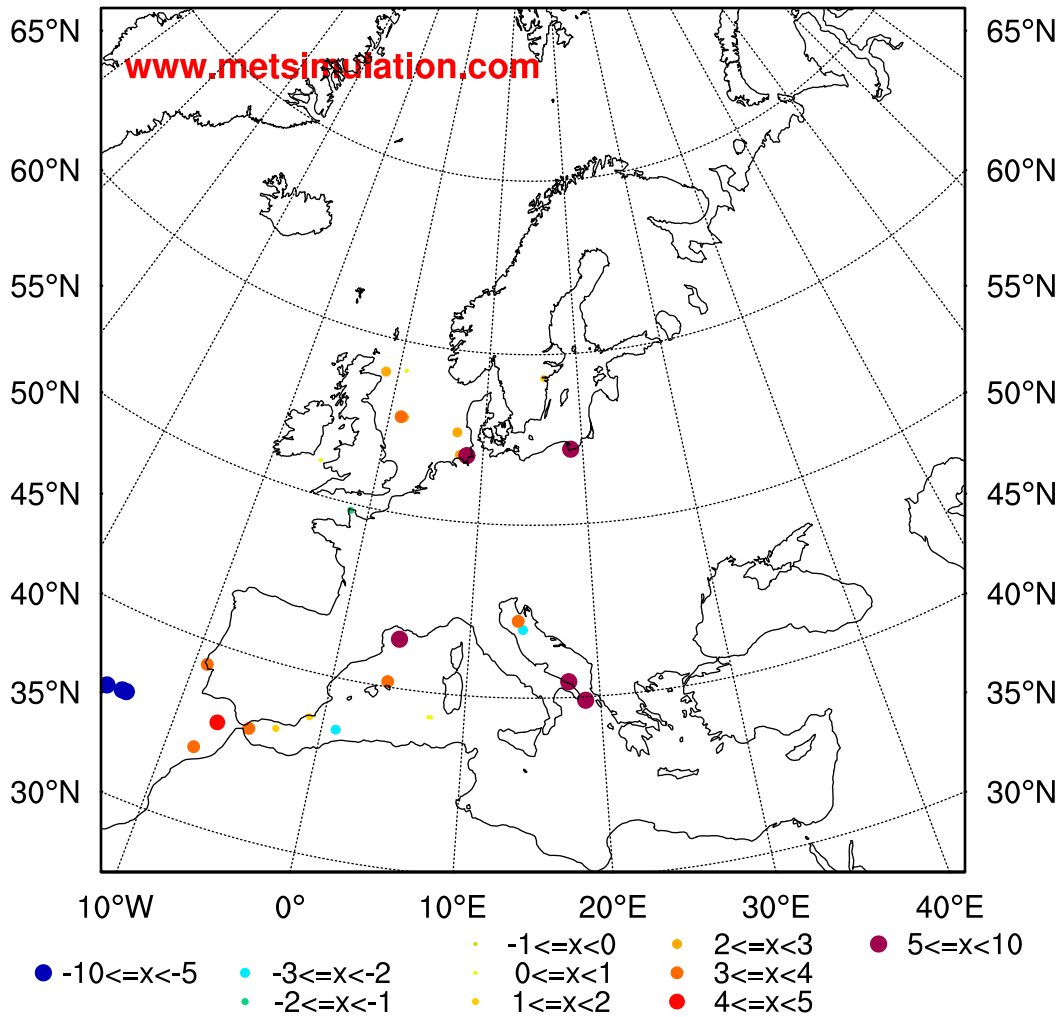 65°N 65°N
www.metsimulation.com
60°N 60°N
55°N 55°N
50°N 50°N
45°N 45°N
40°N 40°N
35°N 35°N
30°N 30°N
10°W 0° 10°E 20°E 30°E 40°E
-1<=x<0 2<=x<3 5<=x<10
-10<=x<-5 -3<=x<-2 0<=x<1 3<=x<4
-2<=x<-1 1<=x<2 4<=x<5